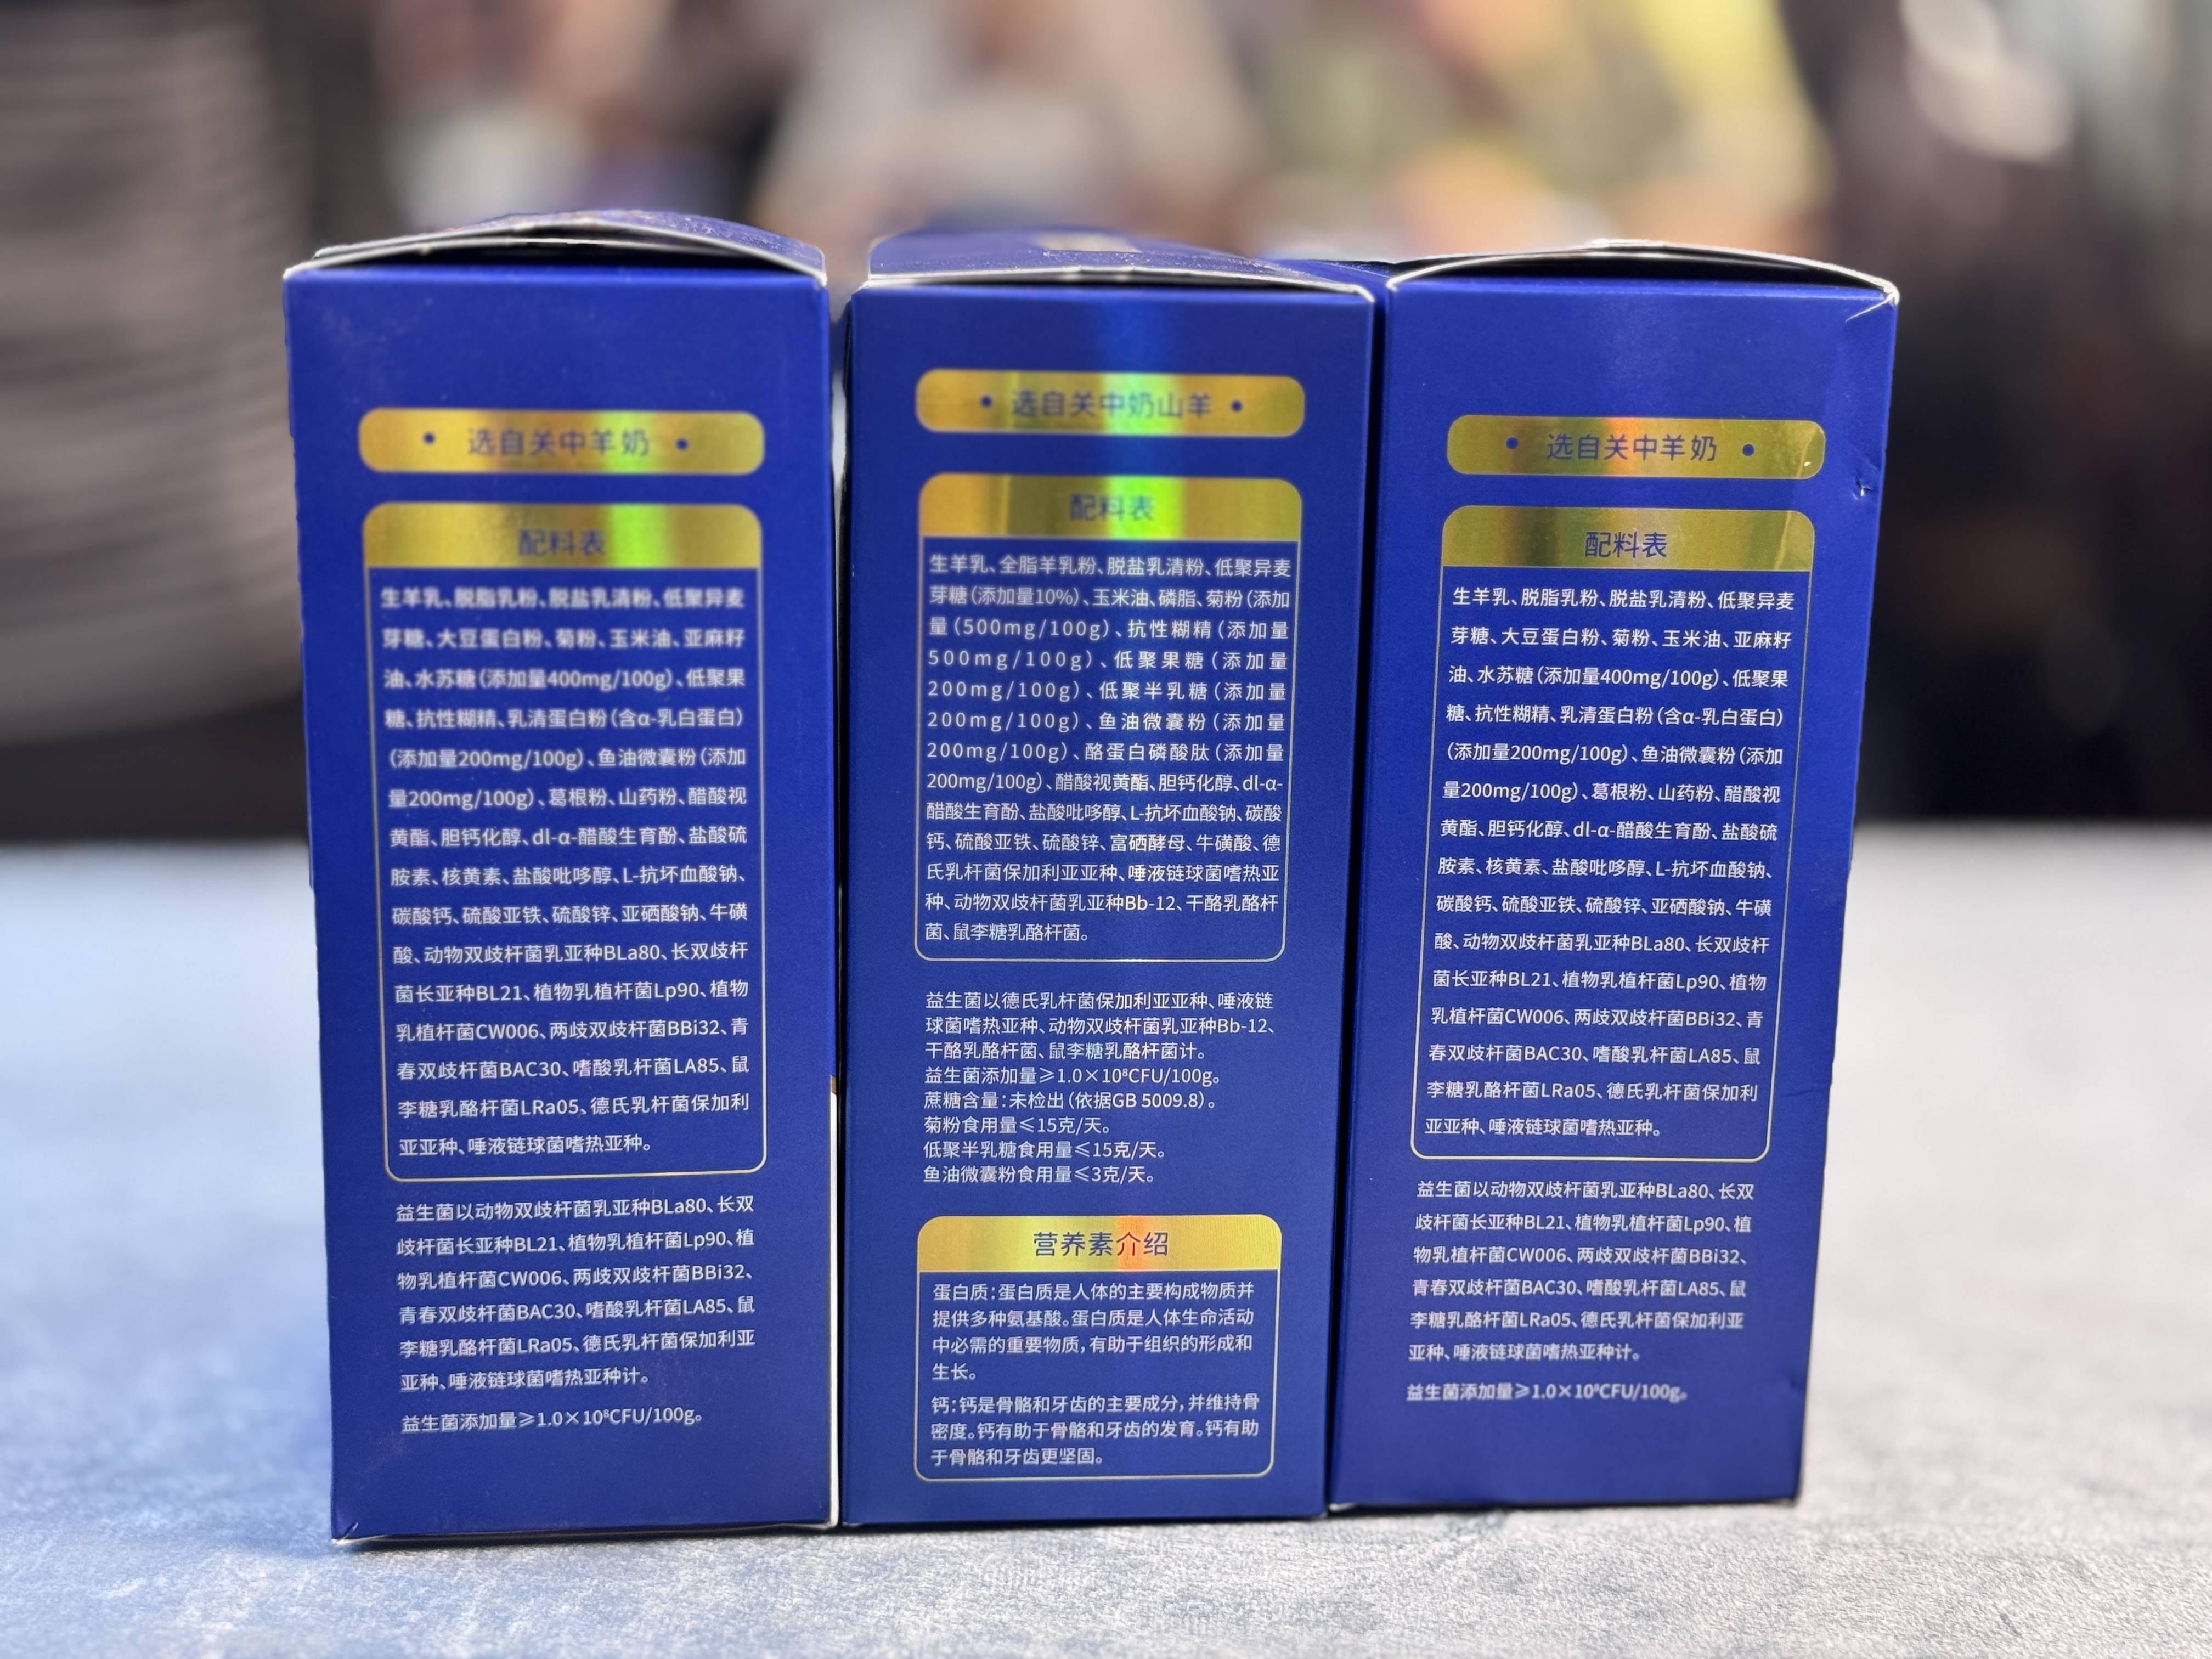 • 选自关中羊奶 •
配料表
生羊乳、脱脂乳粉、脱盐乳清粉、低聚异麦
芽糖、大豆蛋白粉、菊粉、玉米油、亚麻籽
油、水苏糖(添加量400mg/100g)、低聚果
糖、抗性糊精、乳清蛋白粉(含α-乳白蛋白)
(添加量200mg/100g)、鱼油微囊粉(添加
量200mg/100g)、葛根粉、山药粉、醋酸视
黄酯、胆钙化醇、dl-α-醋酸生育酚、盐酸硫
胺素、核黄素、盐酸吡哆醇、L-抗坏血酸钠、
碳酸钙、硫酸亚铁、硫酸锌、亚硒酸钠、牛磺
酸、动物双歧杆菌乳亚种BLa80、长双歧杆
菌长亚种BL21、植物乳植杆菌Lp90、植物
乳植杆菌CW006、两歧双歧杆菌BBi32、青
春双歧杆菌BAC30、嗜酸乳杆菌LA85、鼠
李糖乳酪杆菌LRa05、德氏乳杆菌保加利
亚亚种、唾液链球菌嗜热亚种。
益生菌以动物双歧杆菌乳亚种BLa80、长双
歧杆菌长亚种BL21、植物乳植杆菌Lp90、植
物乳植杆菌CW006、两歧双歧杆菌BBi32、
青春双歧杆菌BAC30、嗜酸乳杆菌LA85、鼠
李糖乳酪杆菌LRa05、德氏乳杆菌保加利亚
亚种、唾液链球菌嗜热亚种计。
益生菌添加量≥1.0×10⁸CFU/100g。
• 选自关中奶山羊 •
配料表
生羊乳、全脂羊乳粉、脱盐乳清粉、低聚异麦
芽糖(添加量10%)、玉米油、磷脂、菊粉(添加
量(500mg/100g)、抗性糊精(添加量
500mg/100g)、低聚果糖(添加量
200mg/100g)、低聚半乳糖(添加量
200mg/100g)、鱼油微囊粉(添加量
200mg/100g)、酪蛋白磷酸肽(添加量
200mg/100g)、醋酸视黄酯、胆钙化醇、dl-α-
醋酸生育酚、盐酸吡哆醇、L-抗坏血酸钠、碳酸
钙、硫酸亚铁、硫酸锌、富硒酵母、牛磺酸、德
氏乳杆菌保加利亚亚种、唾液链球菌嗜热亚
种、动物双歧杆菌乳亚种Bb-12、干酪乳酪杆
菌、鼠李糖乳酪杆菌。
益生菌以德氏乳杆菌保加利亚亚种、唾液链
球菌嗜热亚种、动物双歧杆菌乳亚种Bb-12、
干酪乳酪杆菌、鼠李糖乳酪杆菌计。
益生菌添加量≥1.0×10⁸CFU/100g。
蔗糖含量:未检出(依据GB 5009.8)。
菊粉食用量≤15克/天。
低聚半乳糖食用量≤15克/天。
鱼油微囊粉食用量≤3克/天。
营养素介绍
蛋白质:蛋白质是人体的主要构成物质并
提供多种氨基酸。蛋白质是人体生命活动
中必需的重要物质,有助于组织的形成和
生长。
钙:钙是骨骼和牙齿的主要成分,并维持骨
密度。钙有助于骨骼和牙齿的发育。钙有助
于骨骼和牙齿更坚固。
• 选自关中羊奶 •
配料表
生羊乳、脱脂乳粉、脱盐乳清粉、低聚异麦
芽糖、大豆蛋白粉、菊粉、玉米油、亚麻籽
油、水苏糖(添加量400mg/100g)、低聚果
糖、抗性糊精、乳清蛋白粉(含α-乳白蛋白)
(添加量200mg/100g)、鱼油微囊粉(添加
量200mg/100g)、葛根粉、山药粉、醋酸视
黄酯、胆钙化醇、dl-α-醋酸生育酚、盐酸硫
胺素、核黄素、盐酸吡哆醇、L-抗坏血酸钠、
碳酸钙、硫酸亚铁、硫酸锌、亚硒酸钠、牛磺
酸、动物双歧杆菌乳亚种BLa80、长双歧杆
菌长亚种BL21、植物乳植杆菌Lp90、植物
乳植杆菌CW006、两歧双歧杆菌BBi32、青
春双歧杆菌BAC30、嗜酸乳杆菌LA85、鼠
李糖乳酪杆菌LRa05、德氏乳杆菌保加利
亚亚种、唾液链球菌嗜热亚种。
益生菌以动物双歧杆菌乳亚种BLa80、长双
歧杆菌长亚种BL21、植物乳植杆菌Lp90、植
物乳植杆菌CW006、两歧双歧杆菌BBi32、
青春双歧杆菌BAC30、嗜酸乳杆菌LA85、鼠
李糖乳酪杆菌LRa05、德氏乳杆菌保加利亚
亚种、唾液链球菌嗜热亚种计。
益生菌添加量≥1.0×10⁸CFU/100g。